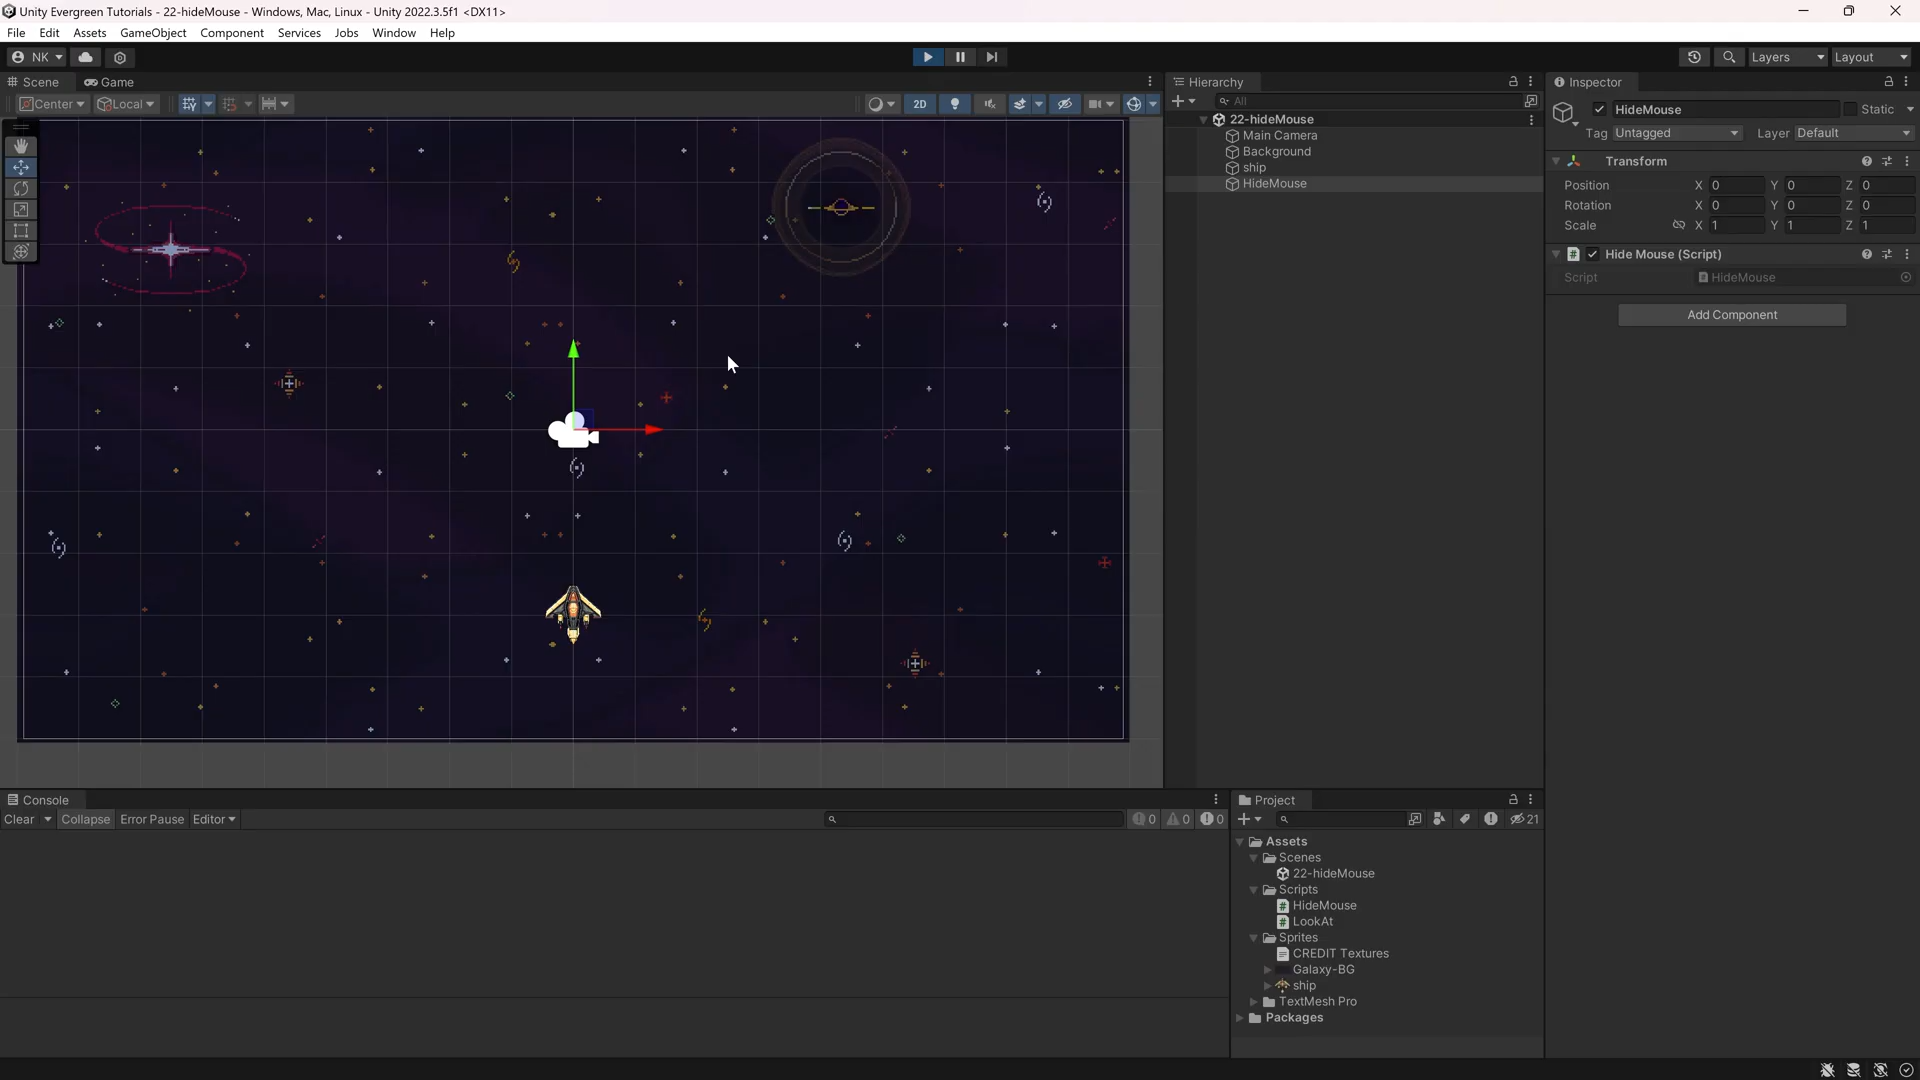 Unity Evergreen Tutorials - 22-hideMouse - Windows, Mac, Linux - Unity 2022.3.5f1 <DX11>
File Edit Assets GameObject Component Services Jobs Window Help
NK Layers Layout
Scene Game
Center Local 2D
Hierarchy
All
22-hideMouse
Main Camera
Background
ship
HideMouse
Inspector
HideMouse Static
Tag Untagged Layer Default
Transform
Position X 0 Y 0 Z 0
Rotation X 0 Y 0 Z 0
Scale X 1 Y 1 Z 1
Hide Mouse (Script)
Script HideMouse
Add Component
Console
Clear Collapse Error Pause Editor 0 0 0
Project
21
Assets
Scenes
22-hideMouse
Scripts
HideMouse
LookAt
Sprites
CREDIT Textures
Galaxy-BG
ship
TextMesh Pro
Packages